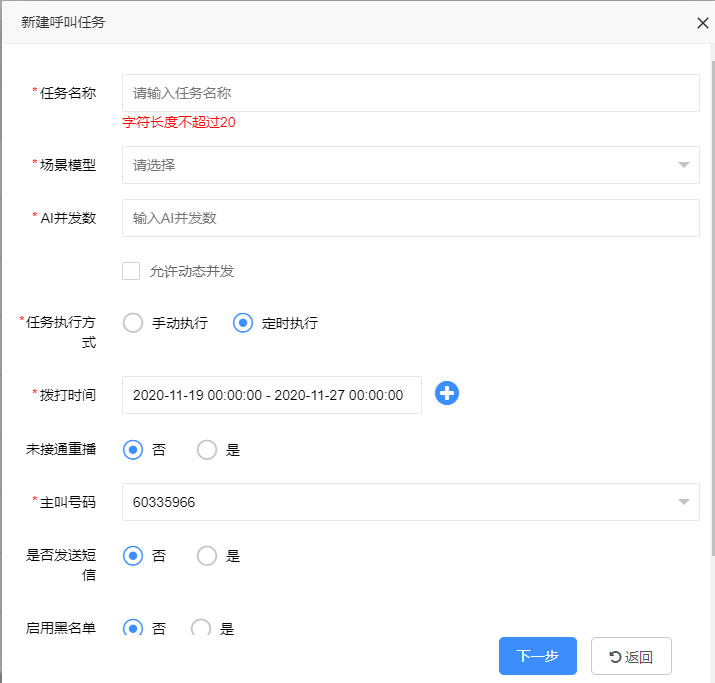 新建呼叫任务
*任务名称 请输入任务名称
字符长度不超过20
*场景模型 请选择
*AI并发数 输入AI并发数
允许动态并发
*任务执行方式 手动执行 定时执行
*拨打时间 2020-11-19 00:00:00 - 2020-11-27 00:00:00
未接通重播 否 是
*主叫号码 60335966
是否发送短信 否 是
启用黑名单 否 是
下一步 返回